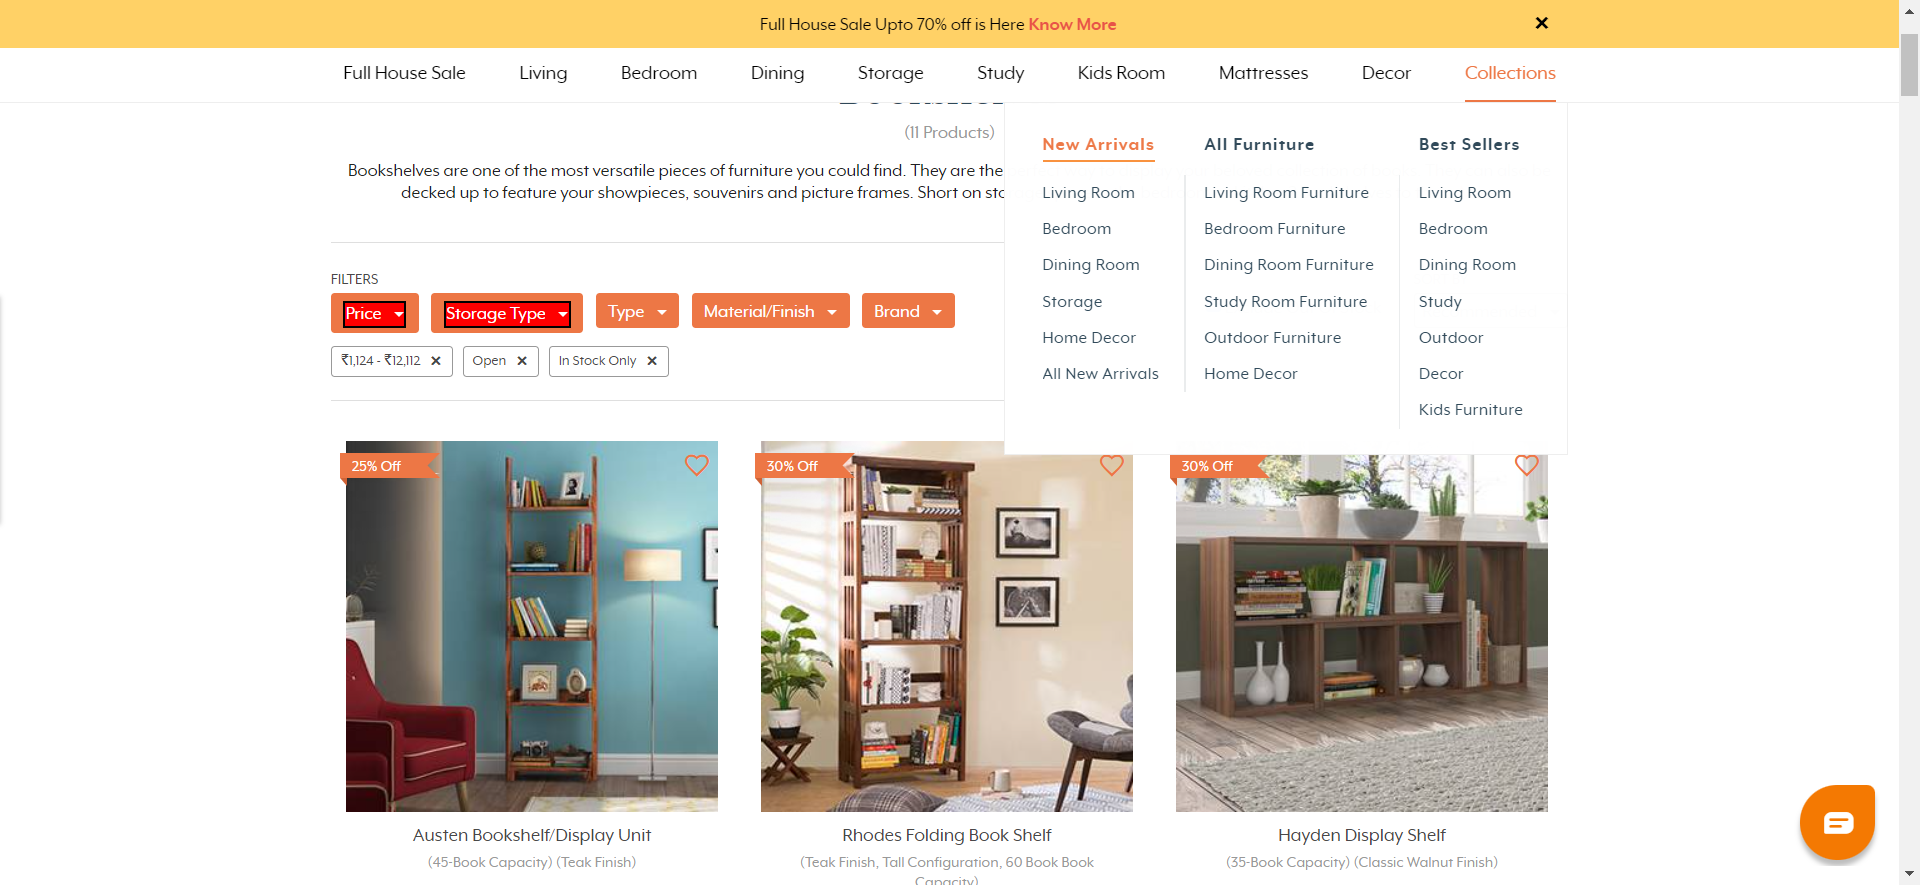 Full House Sale Upto 70% off is Here Know More
Full House Sale Living Bedroom Dining Storage Study Kids Room Mattresses Decor Collections
(11 Products)
Bookshelves are one of the most versatile pieces of furniture you could find. They are the
decked up to feature your showpieces, souvenirs and picture frames. Short on sto
New Arrivals
Living Room
Bedroom
Dining Room
Storage
Home Decor
All New Arrivals
All Furniture
Living Room Furniture
Bedroom Furniture
Dining Room Furniture
Study Room Furniture
Outdoor Furniture
Home Decor
Best Sellers
Living Room
Bedroom
Dining Room
Study
Outdoor
Decor
Kids Furniture
FILTERS
Price Storage Type Type Material/Finish Brand
₹1,124 - ₹12,112 Open In Stock Only
25% Off
30% Off
30% Off
Austen Bookshelf/Display Unit
(45-Book Capacity) (Teak Finish)
Rhodes Folding Book Shelf
(Teak Finish, Tall Configuration, 60 Book Book
Capacity)
Hayden Display Shelf
(35-Book Capacity) (Classic Walnut Finish)